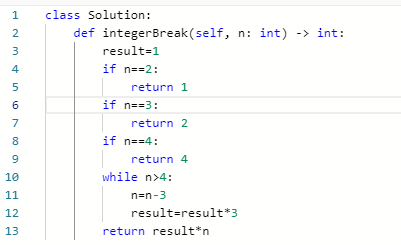 1 class Solution:
2     def integerBreak(self, n: int) -> int:
3         result=1
4         if n==2:
5             return 1
6         if n==3:
7             return 2
8         if n==4:
9             return 4
10         while n>4:
11             n=n-3
12             result=result*3
13         return result*n